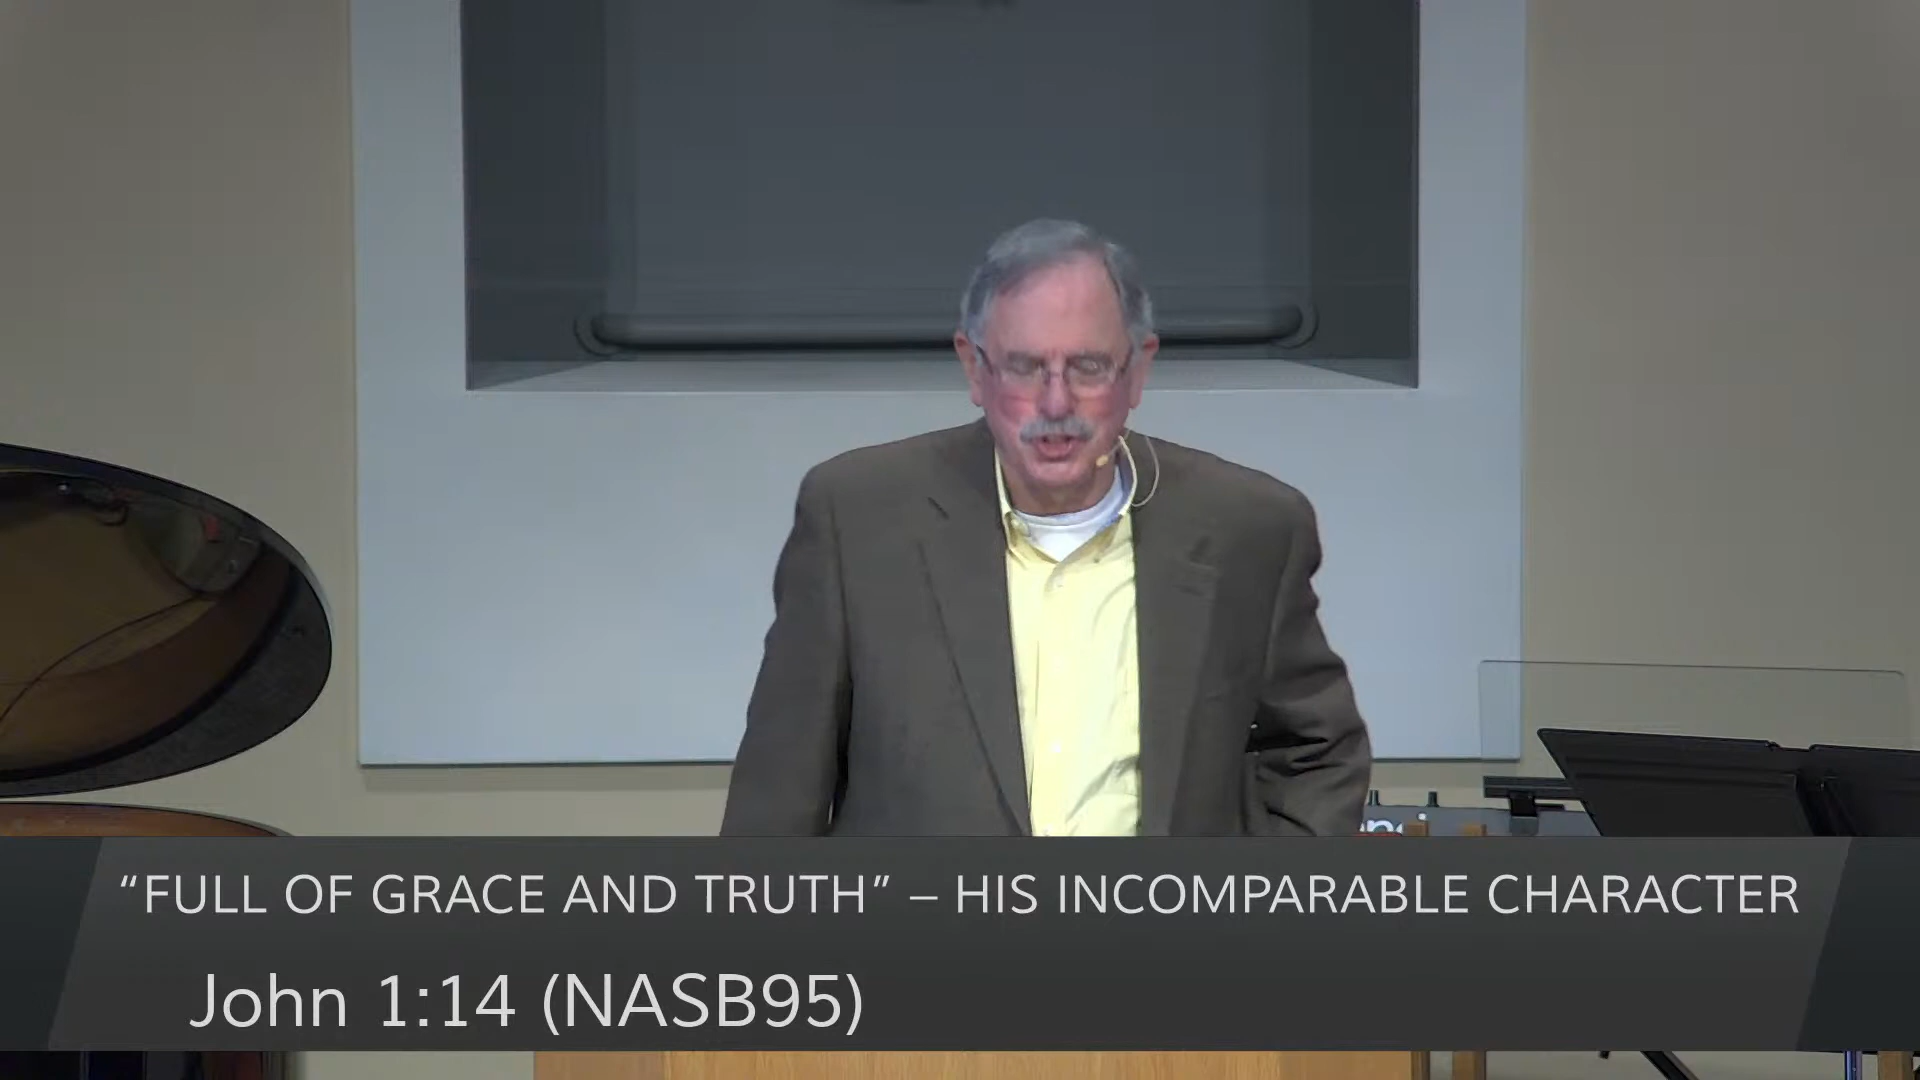 “FULL OF GRACE AND TRUTH” – HIS INCOMPARABLE CHARACTER
John 1:14 (NASB95)